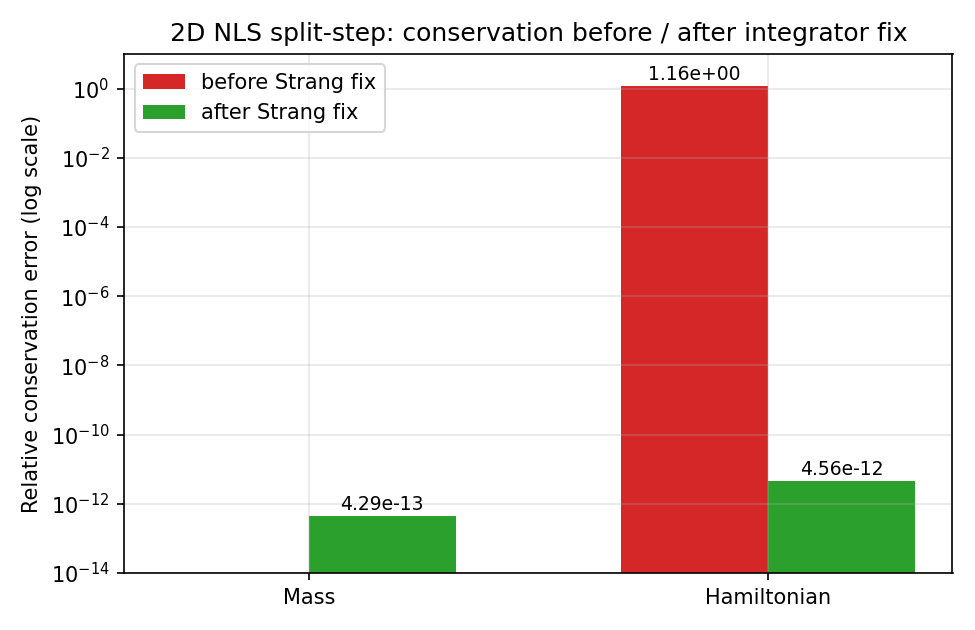 2D NLS split-step: conservation before / after integrator fix
before Strang fix
after Strang fix
Relative conservation error (log scale)
10⁰
10⁻²
10⁻⁴
10⁻⁶
10⁻⁸
10⁻¹⁰
10⁻¹²
10⁻¹⁴
1.16e+00
4.29e-13
4.56e-12
Mass
Hamiltonian